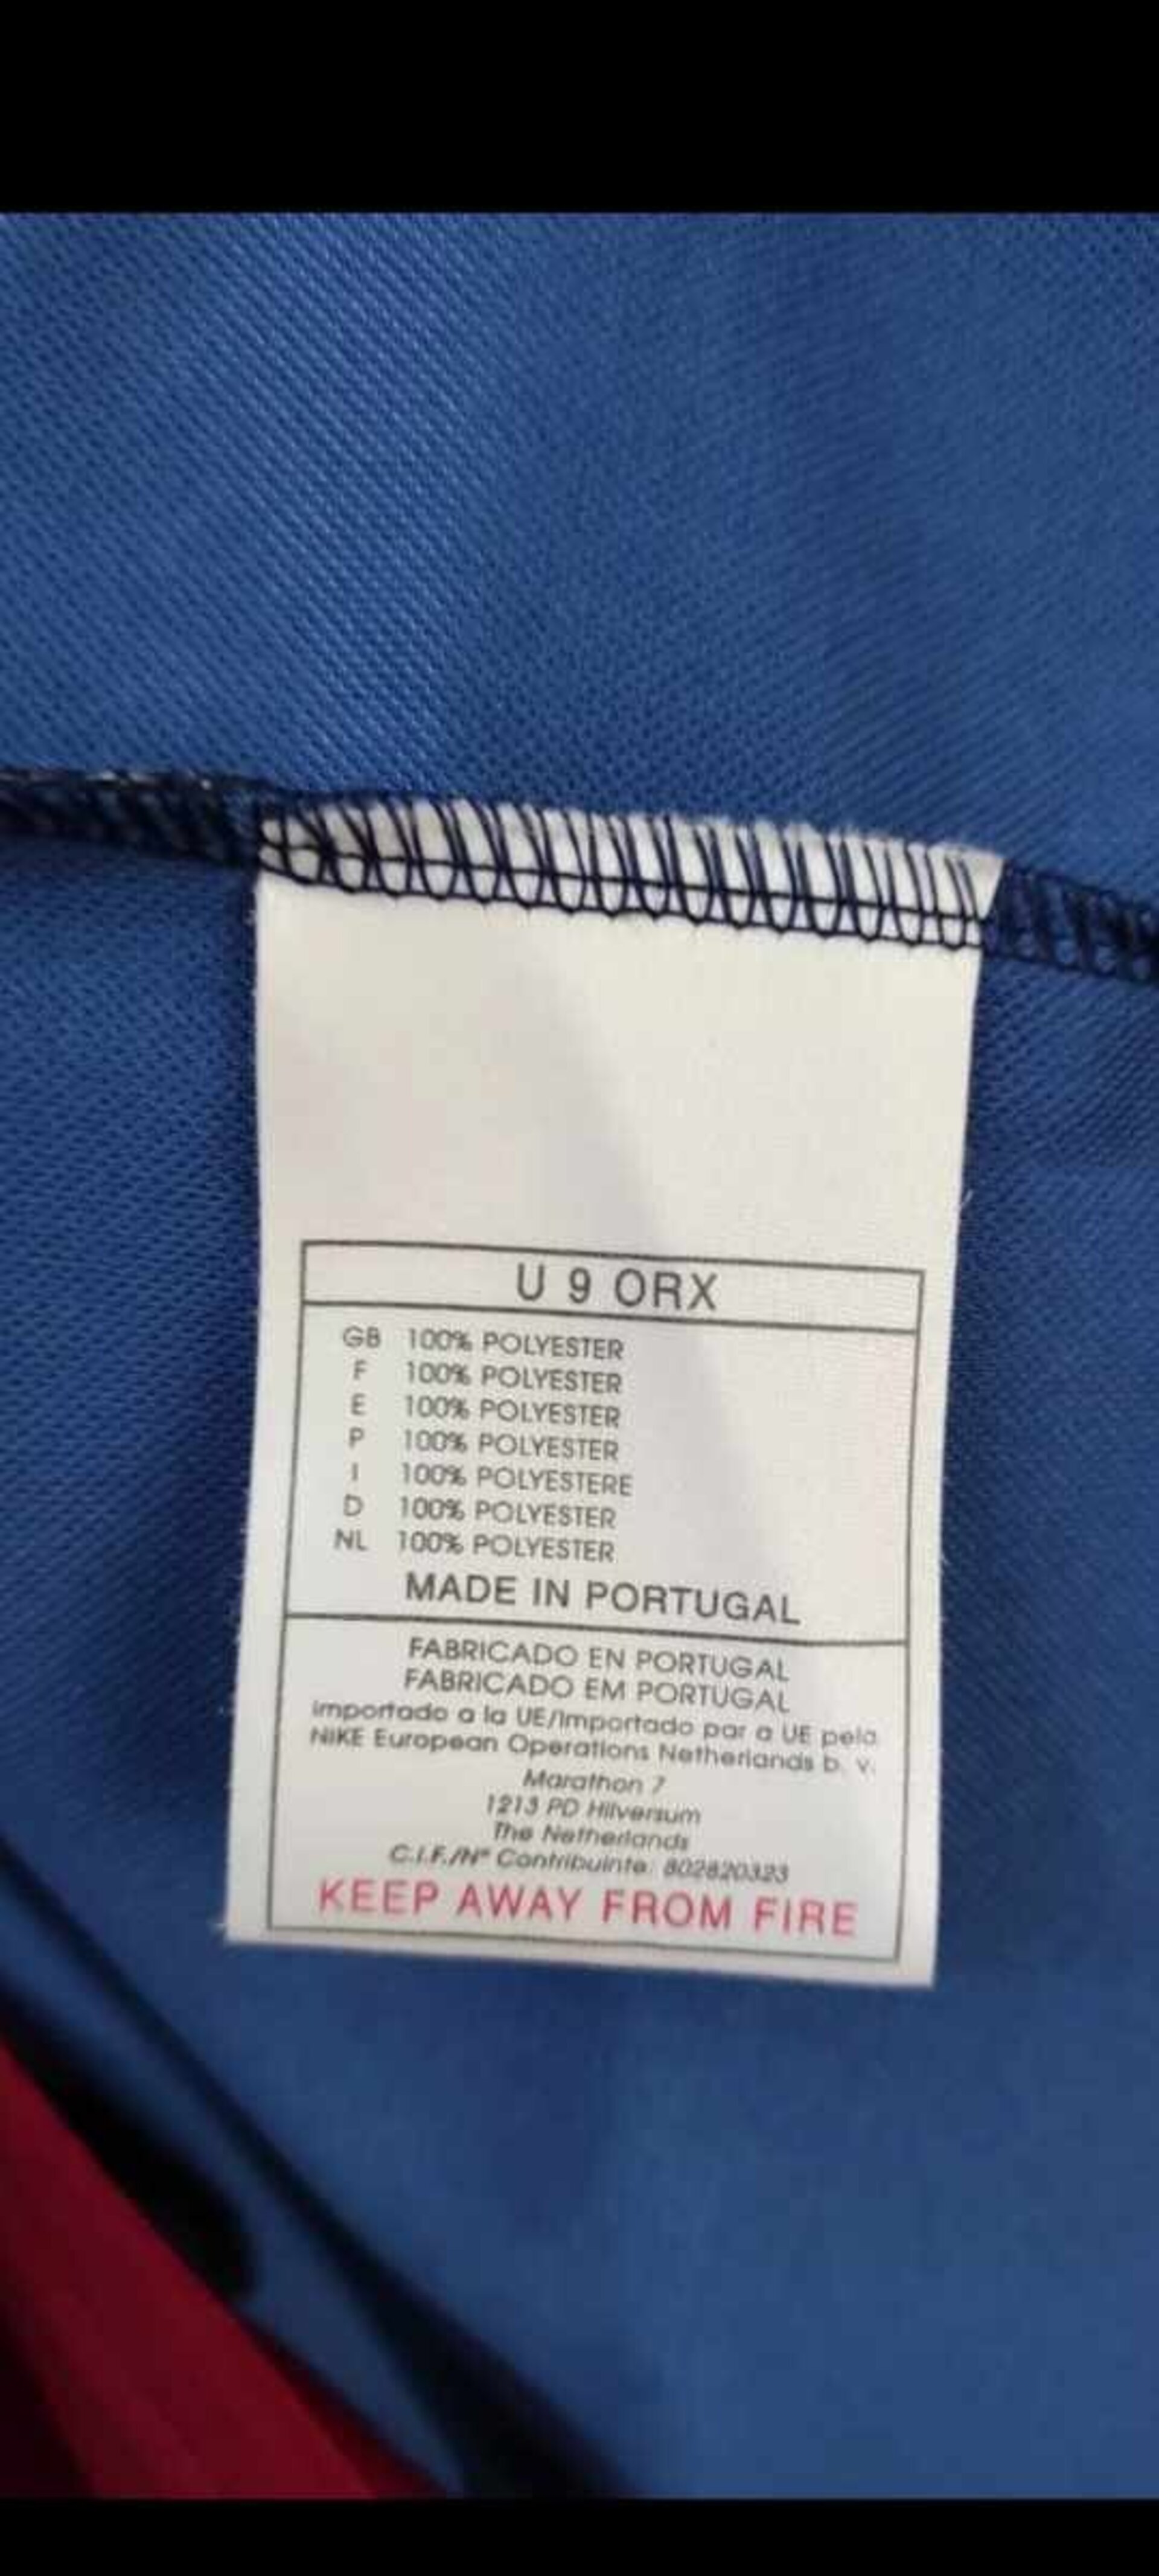 U 9 ORX
GB 100% POLYESTER
F 100% POLYESTER
E 100% POLYESTER
P 100% POLYESTER
I 100% POLYESTERE
D 100% POLYESTER
NL 100% POLYESTER
MADE IN PORTUGAL
FABRICADO EN PORTUGAL
FABRICADO EM PORTUGAL
Importado a la UE/Importado par a UE pela
NIKE European Operations Netherlands b. v.
Marathon 7
1213 PD Hilversum
The Netherlands
C.I.F./Nº Contribuinte: 802820323
KEEP AWAY FROM FIRE